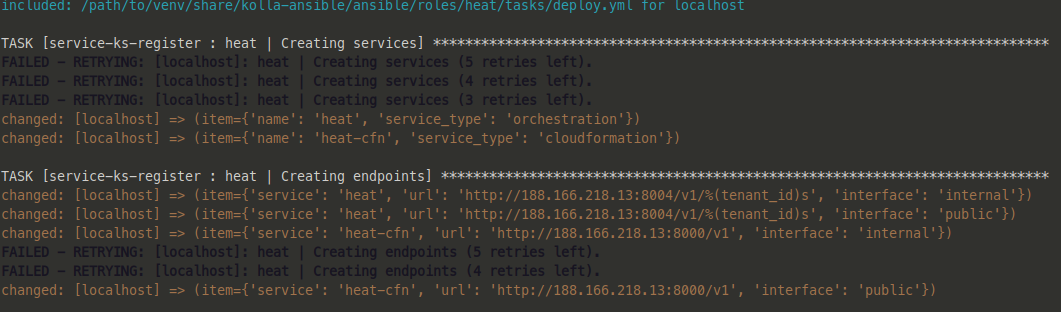 included: /path/to/venv/share/kolla-ansible/ansible/roles/heat/tasks/deploy.yml for localhost
TASK [service-ks-register : heat | Creating services] ****************************************************************************
FAILED - RETRYING: [localhost]: heat | Creating services (5 retries left).
FAILED - RETRYING: [localhost]: heat | Creating services (4 retries left).
FAILED - RETRYING: [localhost]: heat | Creating services (3 retries left).
changed: [localhost] => (item={'name': 'heat', 'service_type': 'orchestration'})
changed: [localhost] => (item={'name': 'heat-cfn', 'service_type': 'cloudformation'})
TASK [service-ks-register : heat | Creating endpoints] ***************************************************************************
changed: [localhost] => (item={'service': 'heat', 'url': 'http://188.166.218.13:8004/v1/%(tenant_id)s', 'interface': 'internal'})
changed: [localhost] => (item={'service': 'heat', 'url': 'http://188.166.218.13:8004/v1/%(tenant_id)s', 'interface': 'public'})
changed: [localhost] => (item={'service': 'heat-cfn', 'url': 'http://188.166.218.13:8000/v1', 'interface': 'internal'})
FAILED - RETRYING: [localhost]: heat | Creating endpoints (5 retries left).
FAILED - RETRYING: [localhost]: heat | Creating endpoints (4 retries left).
changed: [localhost] => (item={'service': 'heat-cfn', 'url': 'http://188.166.218.13:8000/v1', 'interface': 'public'})